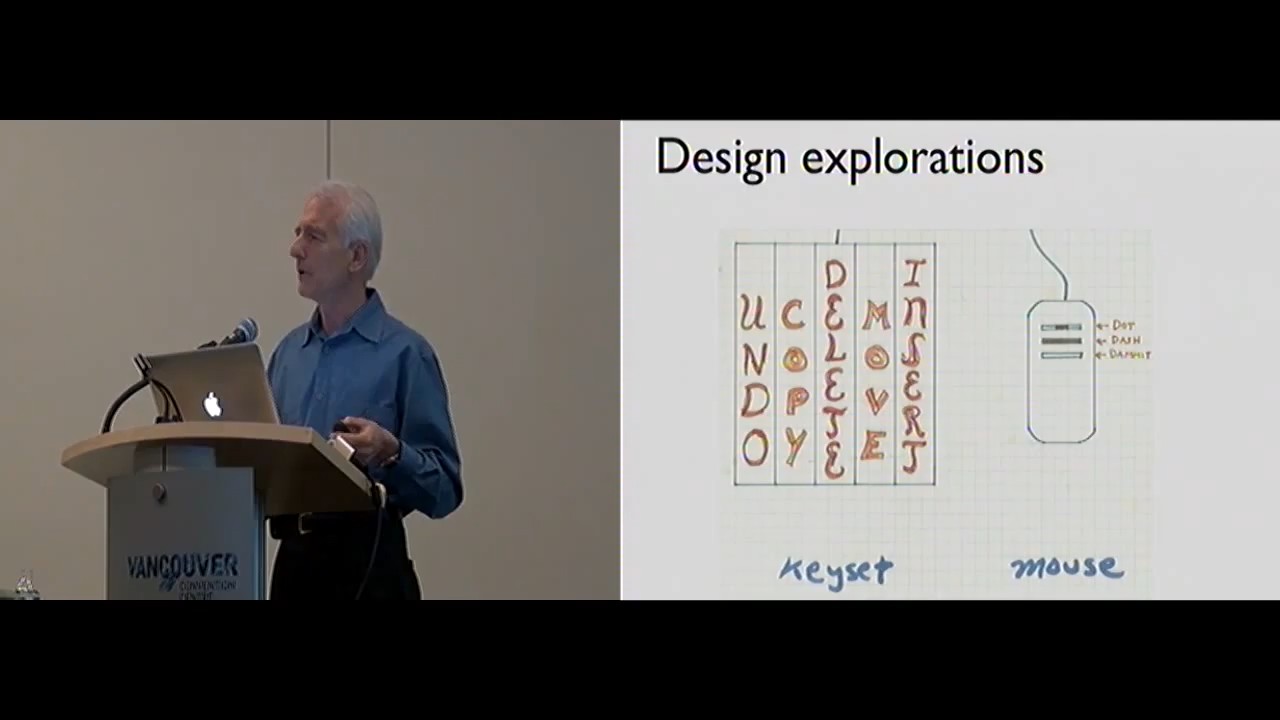 Design explorations
UNDO
COPY
DELETE
MOVE
INSERT
← DOT
← DASH
← DAMMIT
Keyset
mouse
VANCOUVER
CONVENTION
CENTRE